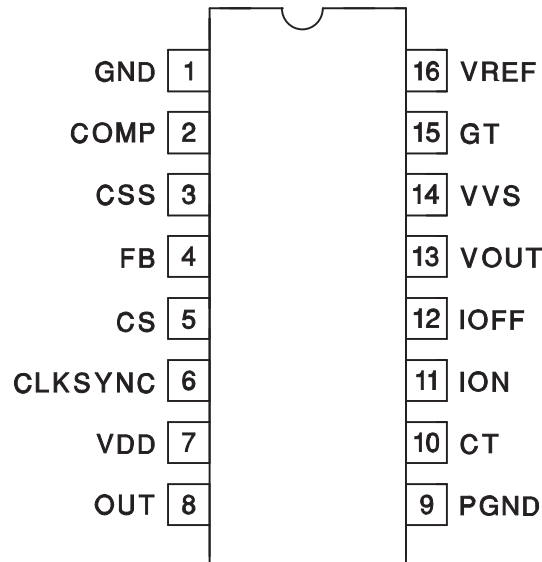 GND 1 16 VREF
COMP 2 15 GT
CSS 3 14 VVS
FB 4 13 VOUT
CS 5 12 IOFF
CLKSYNC 6 11 ION
VDD 7 10 CT
OUT 8 9 PGND